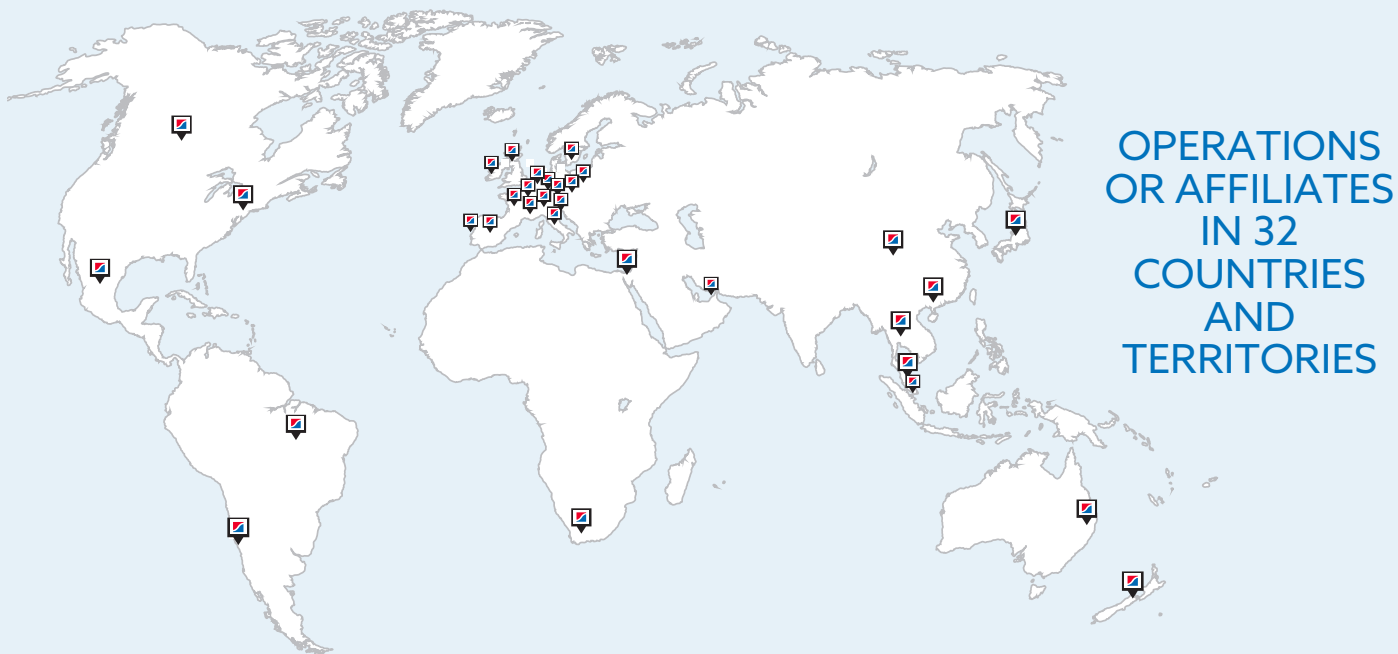 OPERATIONS
OR AFFILIATES
IN 32
COUNTRIES
AND
TERRITORIES